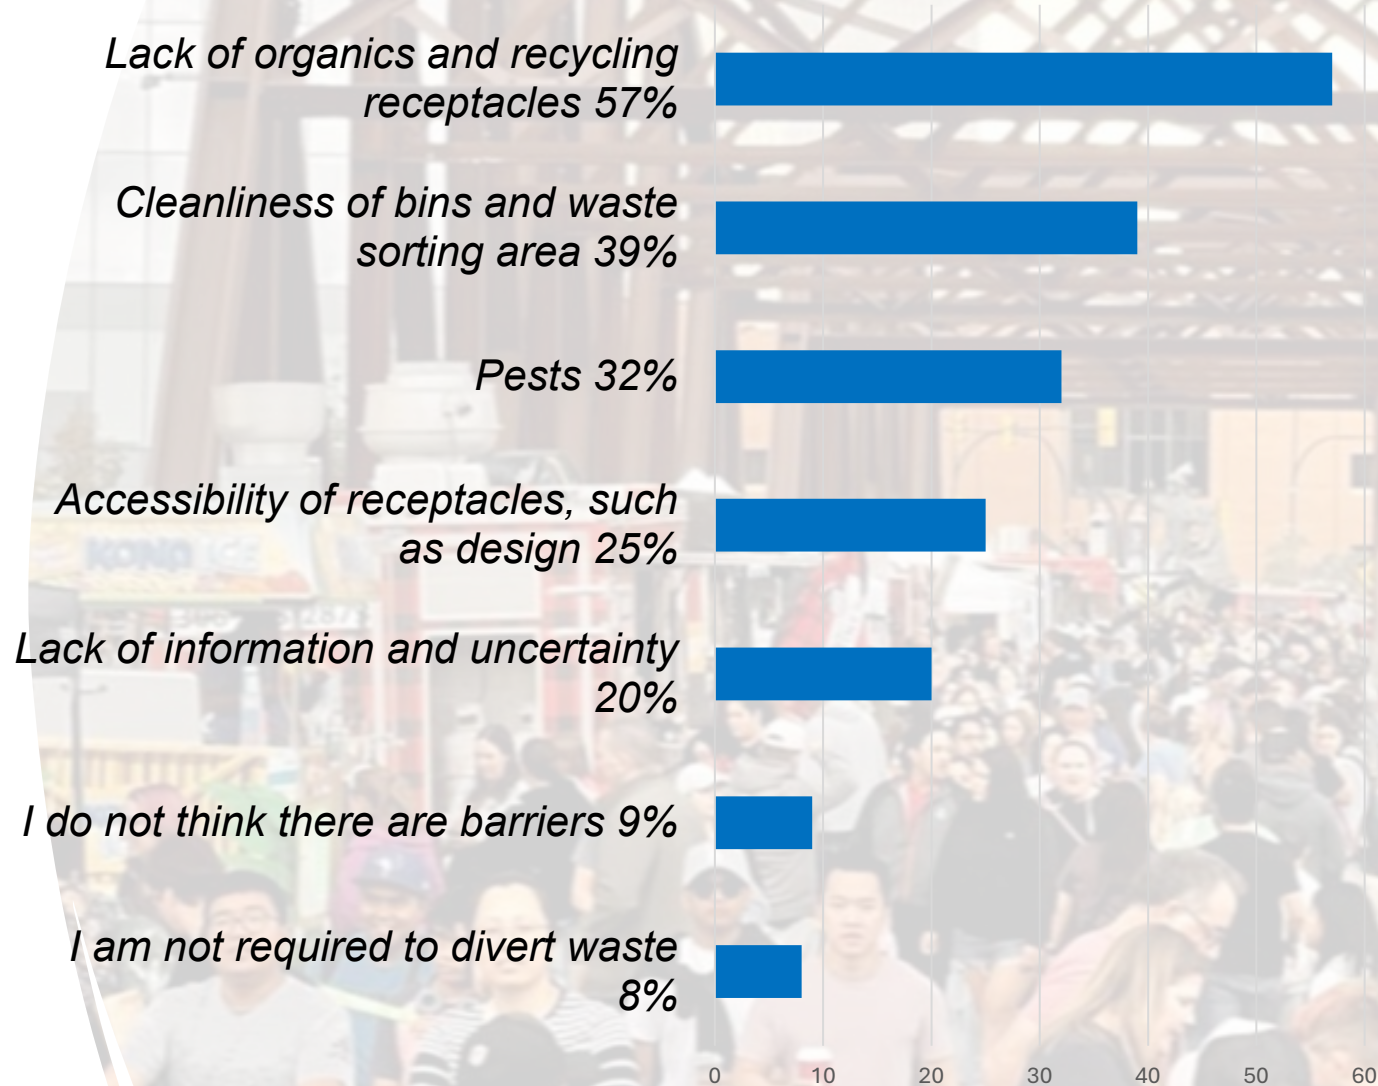 Lack of organics and recycling
receptacles 57%
Cleanliness of bins and waste
sorting area 39%
Pests 32%
Accessibility of receptacles, such
as design 25%
Lack of information and uncertainty
20%
I do not think there are barriers 9%
I am not required to divert waste
8%
0 10 20 30 40 50 60